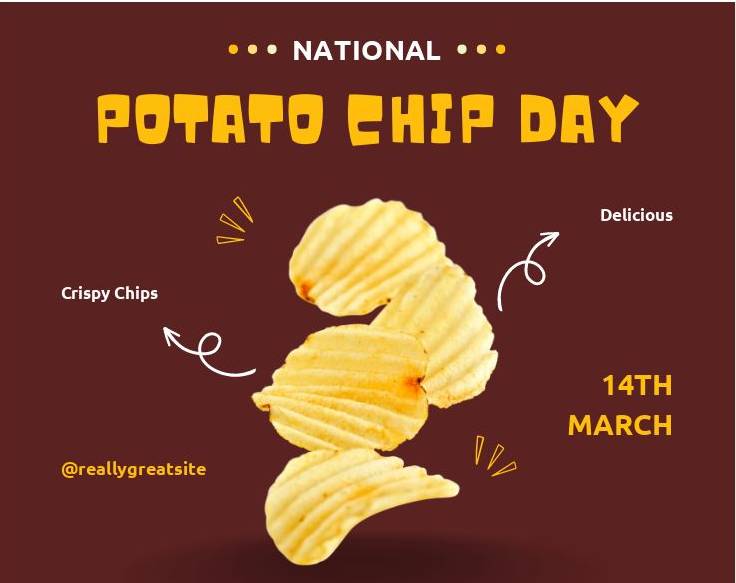 NATIONAL
POTATO CHIP DAY
Delicious
Crispy Chips
14TH
MARCH
@reallygreatsite